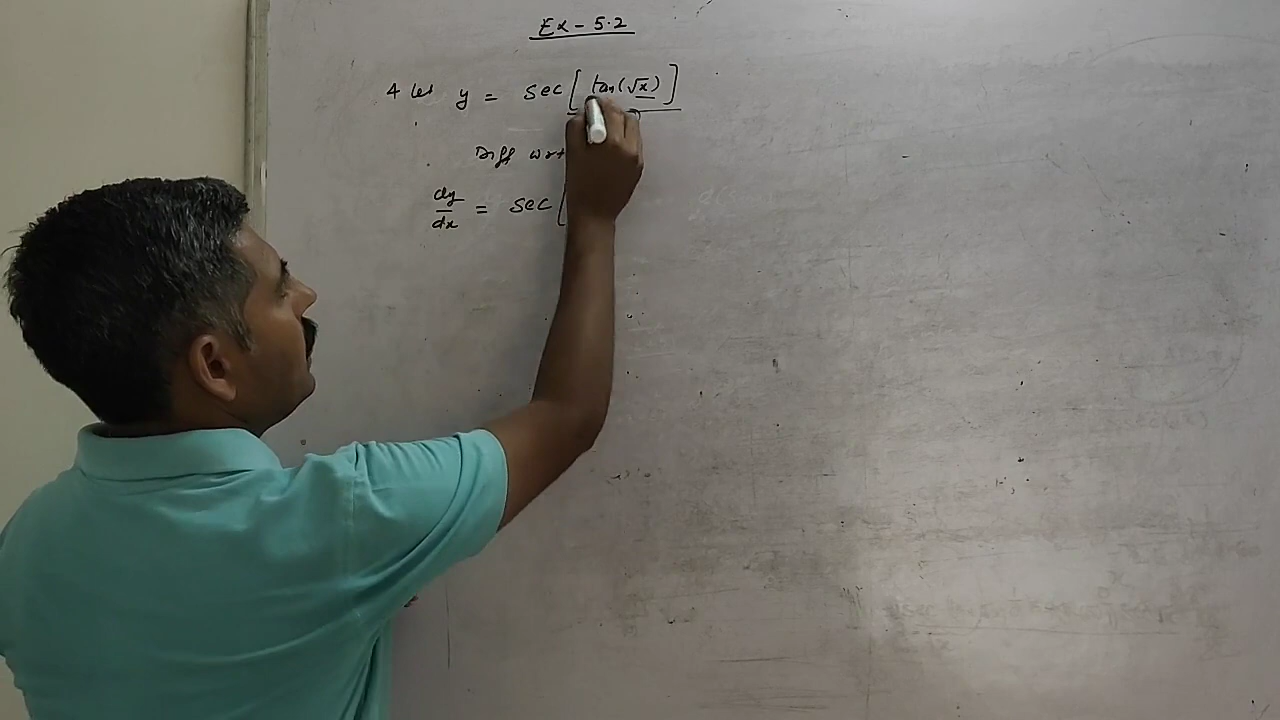 Ex - 5.2
4 Let y = sec [ tan (√x) ]
Diff w.r.t
dy/dx = sec [